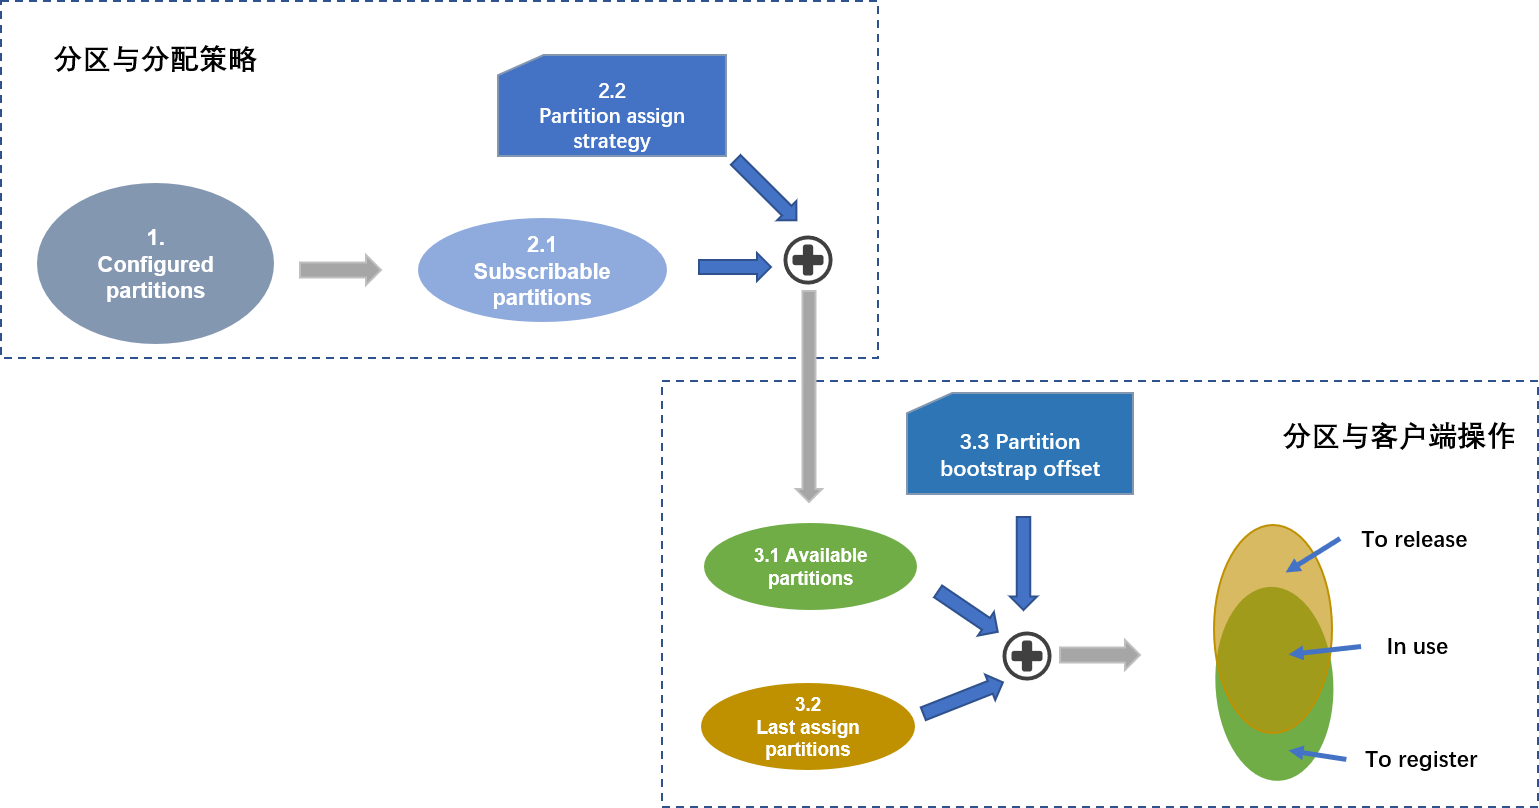 分区与分配策略
2.2
Partition assign
strategy
1.
Configured
partitions
2.1
Subscribable
partitions
分区与客户端操作
3.3 Partition
bootstrap offset
3.1 Available
partitions
3.2
Last assign
partitions
To release
In use
To register